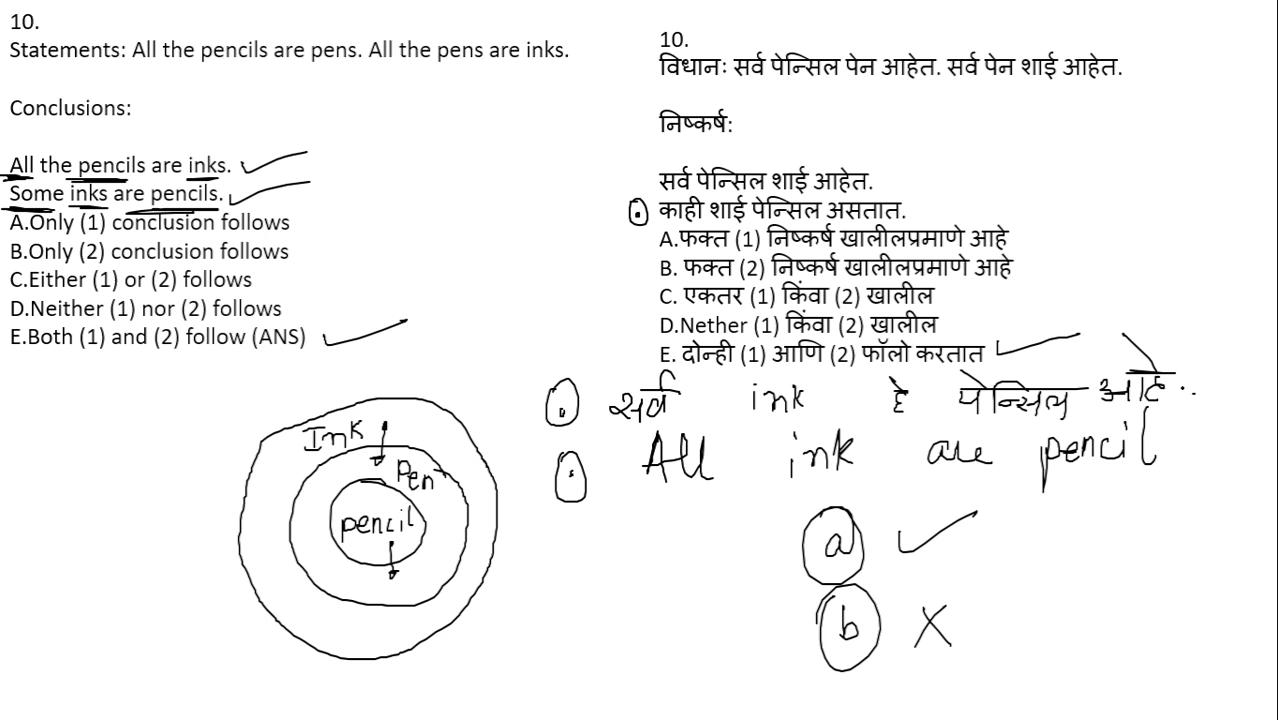 10.
Statements: All the pencils are pens. All the pens are inks.
Conclusions:
All the pencils are inks.
Some inks are pencils.
A.Only (1) conclusion follows
B.Only (2) conclusion follows
C.Either (1) or (2) follows
D.Neither (1) nor (2) follows
E.Both (1) and (2) follow (ANS)
10.
विधानः सर्व पेन्सिल पेन आहेत. सर्व पेन शाई आहेत.
निष्कर्ष:
सर्व पेन्सिल शाई आहेत.
काही शाई पेन्सिल असतात.
A.फक्त (1) निष्कर्ष खालीलप्रमाणे आहे
B. फक्त (2) निष्कर्ष खालीलप्रमाणे आहे
C. एकतर (1) किंवा (2) खालील
D.Nether (1) किंवा (2) खालील
E. दोन्ही (1) आणि (2) फॉलो करतात
सर्व ink हे पेन्सिल आहे..
All ink are pencil
Ink
Pen
pencil
a
b